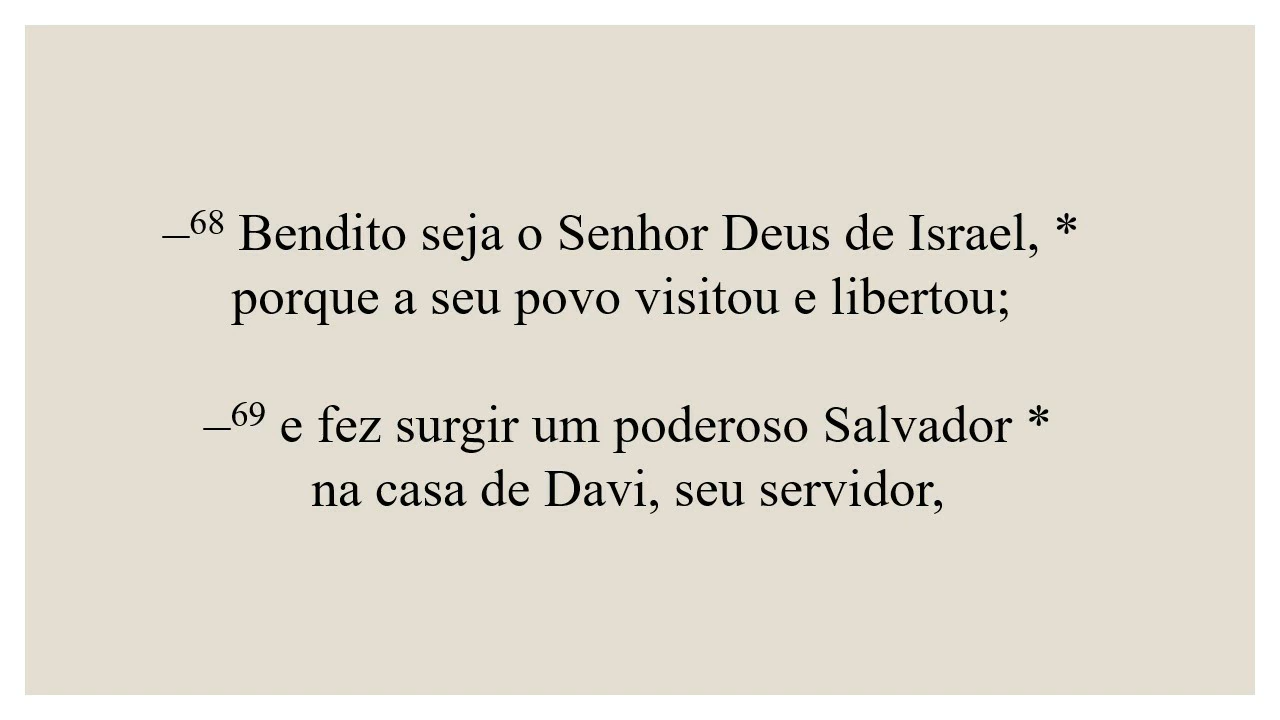 –⁶⁸ Bendito seja o Senhor Deus de Israel, *
porque a seu povo visitou e libertou;
–⁶⁹ e fez surgir um poderoso Salvador *
na casa de Davi, seu servidor,